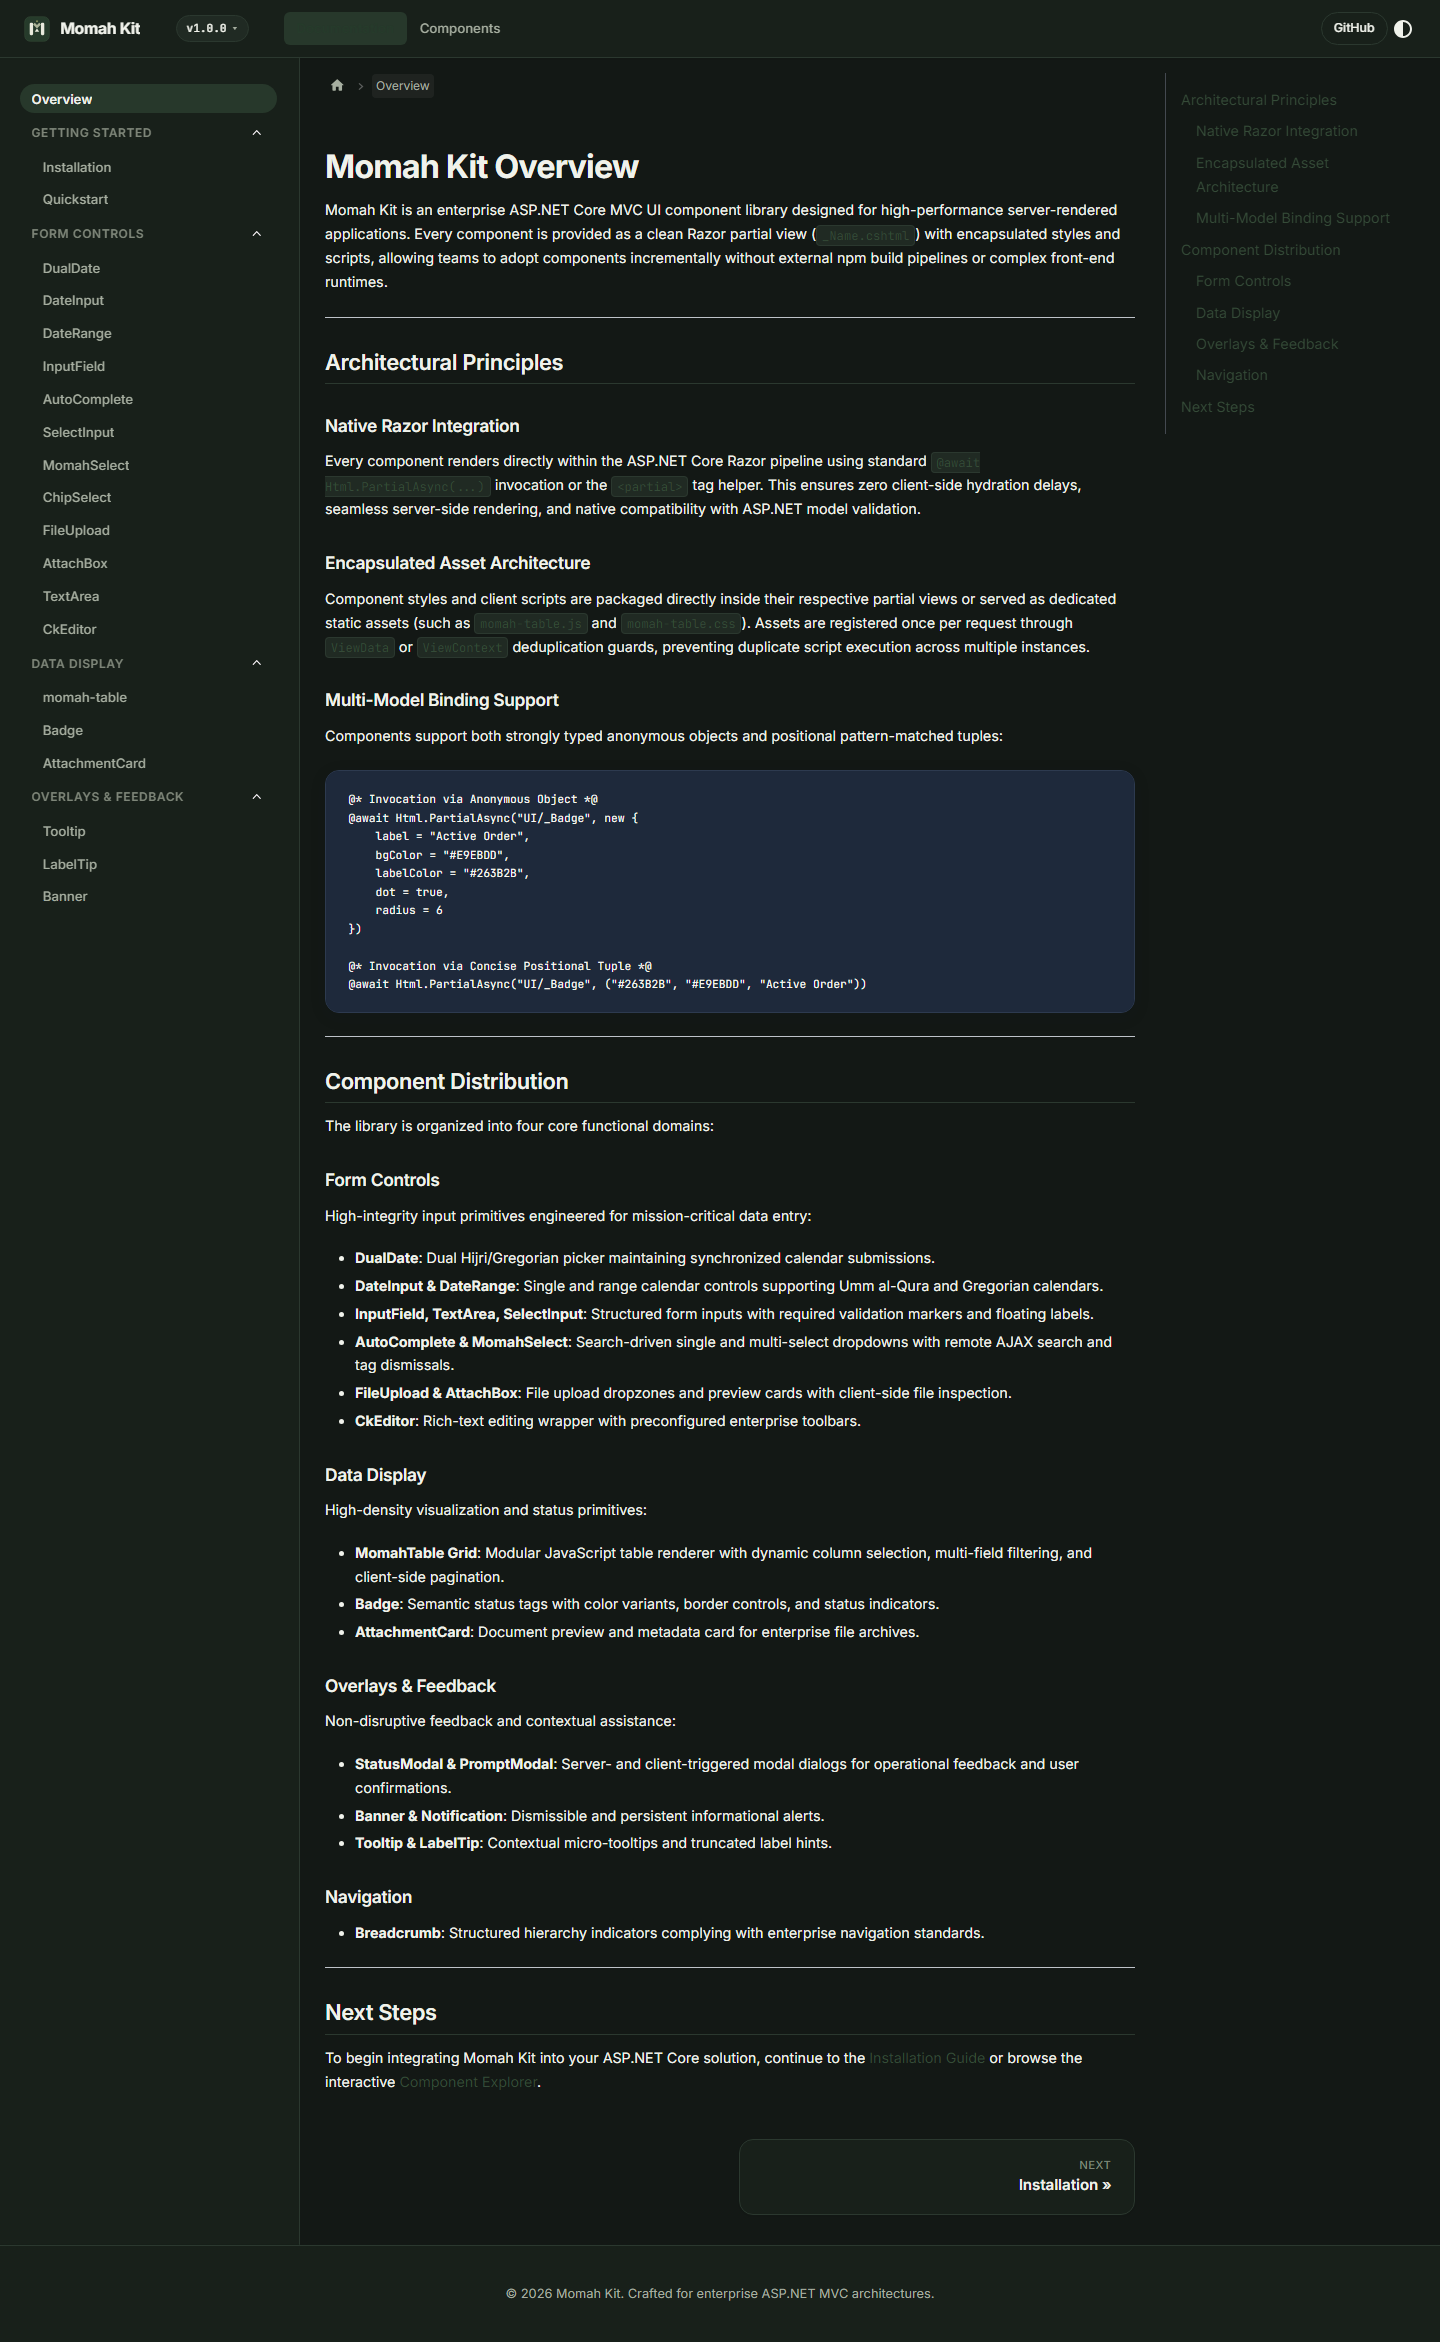 Momah Kit
v1.0.0
Components
GitHub
Overview
GETTING STARTED
Installation
Quickstart
FORM CONTROLS
DualDate
DateInput
DateRange
InputField
AutoComplete
SelectInput
MomahSelect
ChipSelect
FileUpload
AttachBox
TextArea
CkEditor
DATA DISPLAY
momah-table
Badge
AttachmentCard
OVERLAYS & FEEDBACK
Tooltip
LabelTip
Banner
Overview
Momah Kit Overview
Momah Kit is an enterprise ASP.NET Core MVC UI component library designed for high-performance server-rendered
applications. Every component is provided as a clean Razor partial view (_Name.cshtml) with encapsulated styles and
scripts, allowing teams to adopt components incrementally without external npm build pipelines or complex front-end
runtimes.
Architectural Principles
Native Razor Integration
Every component renders directly within the ASP.NET Core Razor pipeline using standard @await
Html.PartialAsync(...) invocation or the <partial> tag helper. This ensures zero client-side hydration delays,
seamless server-side rendering, and native compatibility with ASP.NET model validation.
Encapsulated Asset Architecture
Component styles and client scripts are packaged directly inside their respective partial views or served as dedicated
static assets (such as momah-table.js and momah-table.css). Assets are registered once per request through
ViewData or ViewContext deduplication guards, preventing duplicate script execution across multiple instances.
Multi-Model Binding Support
Components support both strongly typed anonymous objects and positional pattern-matched tuples:
@* Invocation via Anonymous Object *@
@await Html.PartialAsync("UI/_Badge", new {
    label = "Active Order",
    bgColor = "#E9EBDD",
    labelColor = "#263B2B",
    dot = true,
    radius = 6
})
@* Invocation via Concise Positional Tuple *@
@await Html.PartialAsync("UI/_Badge", ("#263B2B", "#E9EBDD", "Active Order"))
Component Distribution
The library is organized into four core functional domains:
Form Controls
High-integrity input primitives engineered for mission-critical data entry:
• DualDate: Dual Hijri/Gregorian picker maintaining synchronized calendar submissions.
• DateInput & DateRange: Single and range calendar controls supporting Umm al-Qura and Gregorian calendars.
• InputField, TextArea, SelectInput: Structured form inputs with required validation markers and floating labels.
• AutoComplete & MomahSelect: Search-driven single and multi-select dropdowns with remote AJAX search and
tag dismissals.
• FileUpload & AttachBox: File upload dropzones and preview cards with client-side file inspection.
• CkEditor: Rich-text editing wrapper with preconfigured enterprise toolbars.
Data Display
High-density visualization and status primitives:
• MomahTable Grid: Modular JavaScript table renderer with dynamic column selection, multi-field filtering, and
client-side pagination.
• Badge: Semantic status tags with color variants, border controls, and status indicators.
• AttachmentCard: Document preview and metadata card for enterprise file archives.
Overlays & Feedback
Non-disruptive feedback and contextual assistance:
• StatusModal & PromptModal: Server- and client-triggered modal dialogs for operational feedback and user
confirmations.
• Banner & Notification: Dismissible and persistent informational alerts.
• Tooltip & LabelTip: Contextual micro-tooltips and truncated label hints.
Navigation
• Breadcrumb: Structured hierarchy indicators complying with enterprise navigation standards.
Next Steps
To begin integrating Momah Kit into your ASP.NET Core solution, continue to the Installation Guide or browse the
interactive Component Explorer.
NEXT
Installation »
Architectural Principles
Native Razor Integration
Encapsulated Asset
Architecture
Multi-Model Binding Support
Component Distribution
Form Controls
Data Display
Overlays & Feedback
Navigation
Next Steps
© 2026 Momah Kit. Crafted for enterprise ASP.NET MVC architectures.